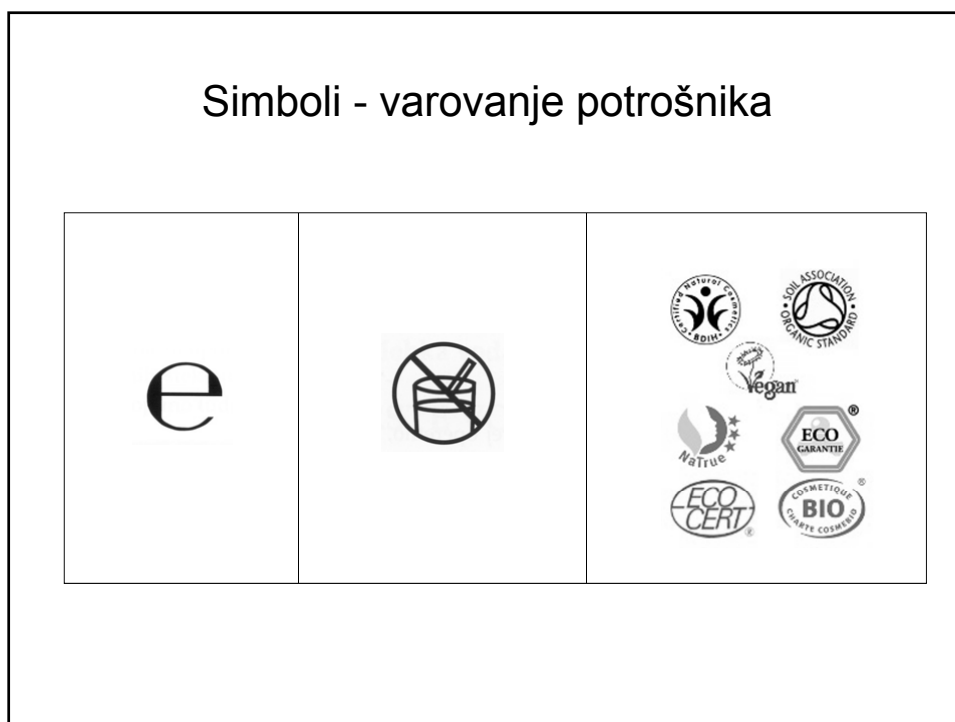 Simboli - varovanje potrošnika
e
Certified Natural Cosmetics
• BDIH •
SOIL ASSOCIATION
ORGANIC STANDARD
Vegan
NaTrue
ECO
GARANTIE
®
ECO
CERT
®
COSMETIQUE
BIO
®
CHARTE COSMEBIO